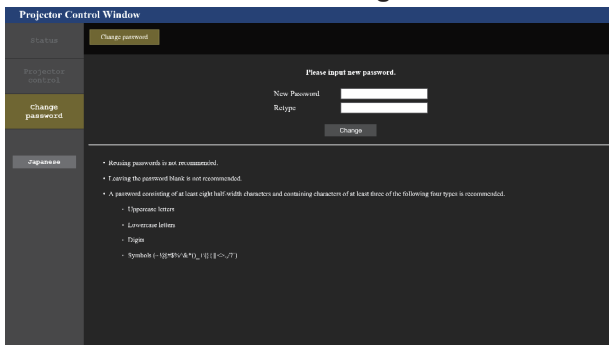 Projector Control Window
Status
Change password
Projector
control
Please input new password.
New Password
Retype
Change
password
Change
Japanese
• Reusing passwords is not recommended.
• Leaving the password blank is not recommended.
• A password consisting of at least eight half-width characters and containing characters of at least three of the following four types is recommended.
- Uppercase letters
- Lowercase letters
- Digits
- Symbols